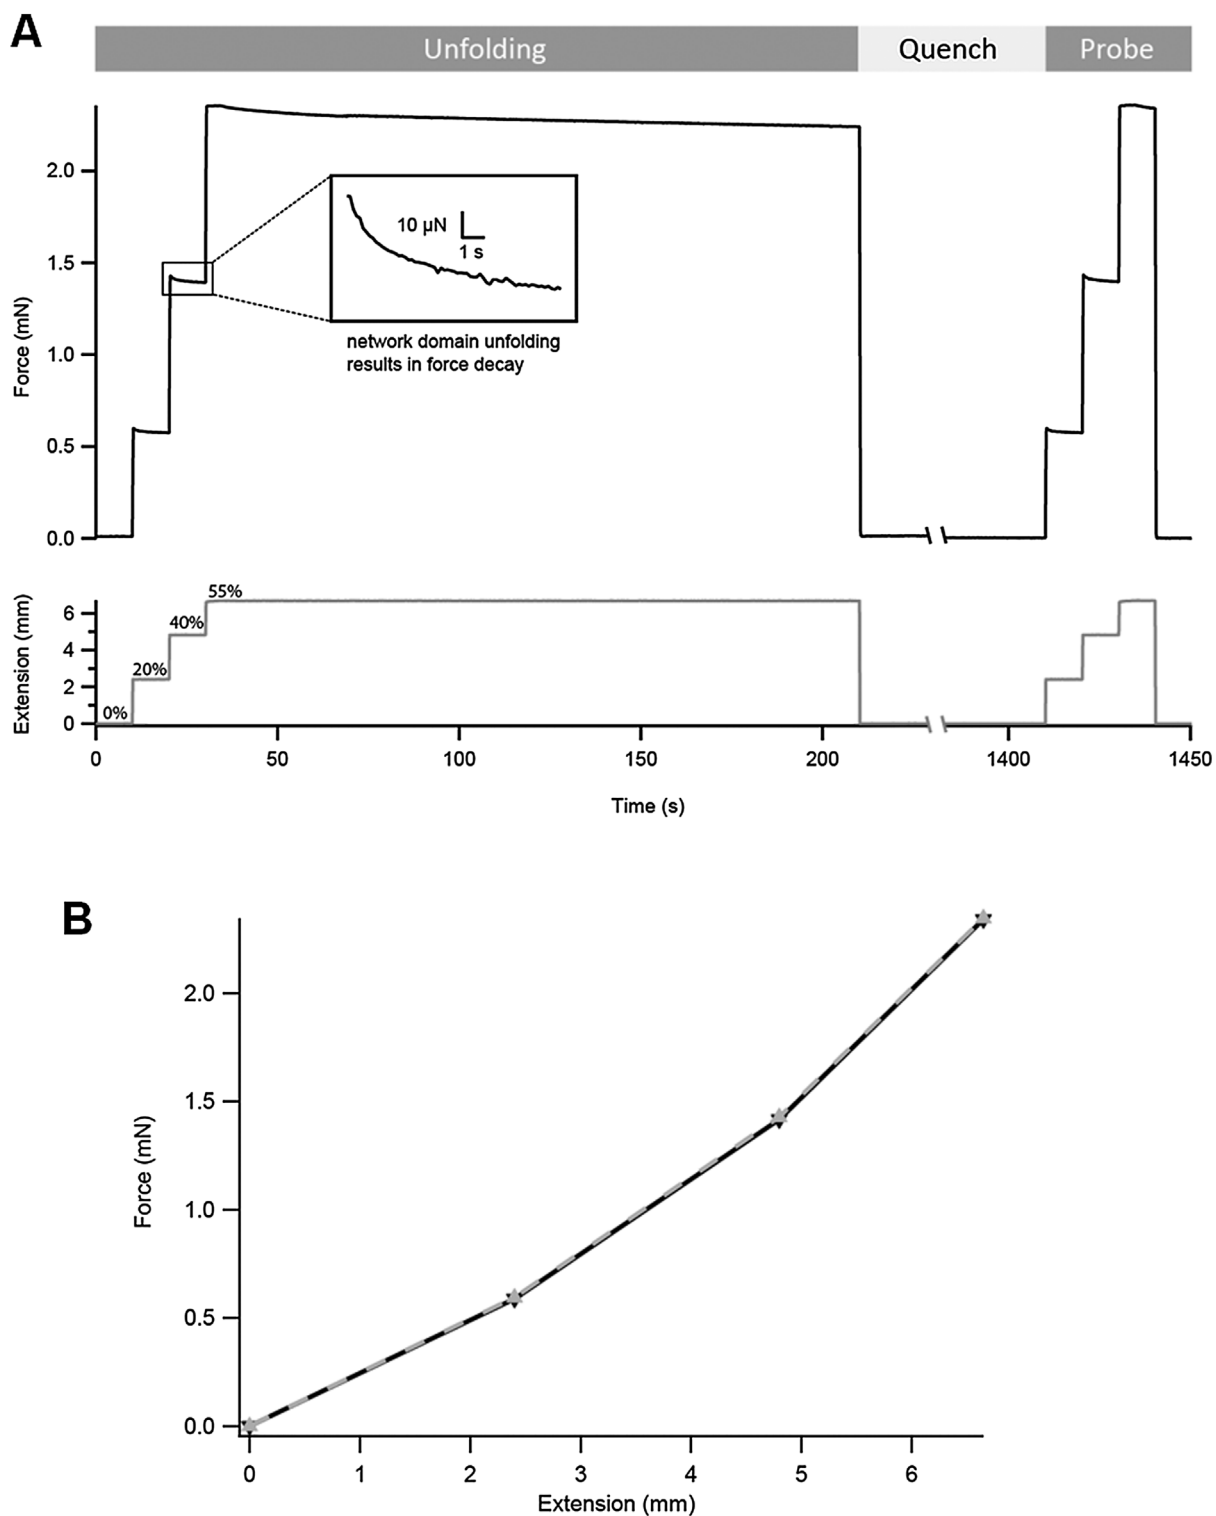 A
Unfolding
Quench
Probe
Force (mN)
2.0
1.5
1.0
0.5
0.0
10 µN
1 s
network domain unfolding
results in force decay
Extension (mm)
6
4
2
0
0%
20%
40%
55%
0
50
100
150
200
1400
1450
Time (s)
B
Force (mN)
2.0
1.5
1.0
0.5
0.0
0
1
2
3
4
5
6
Extension (mm)